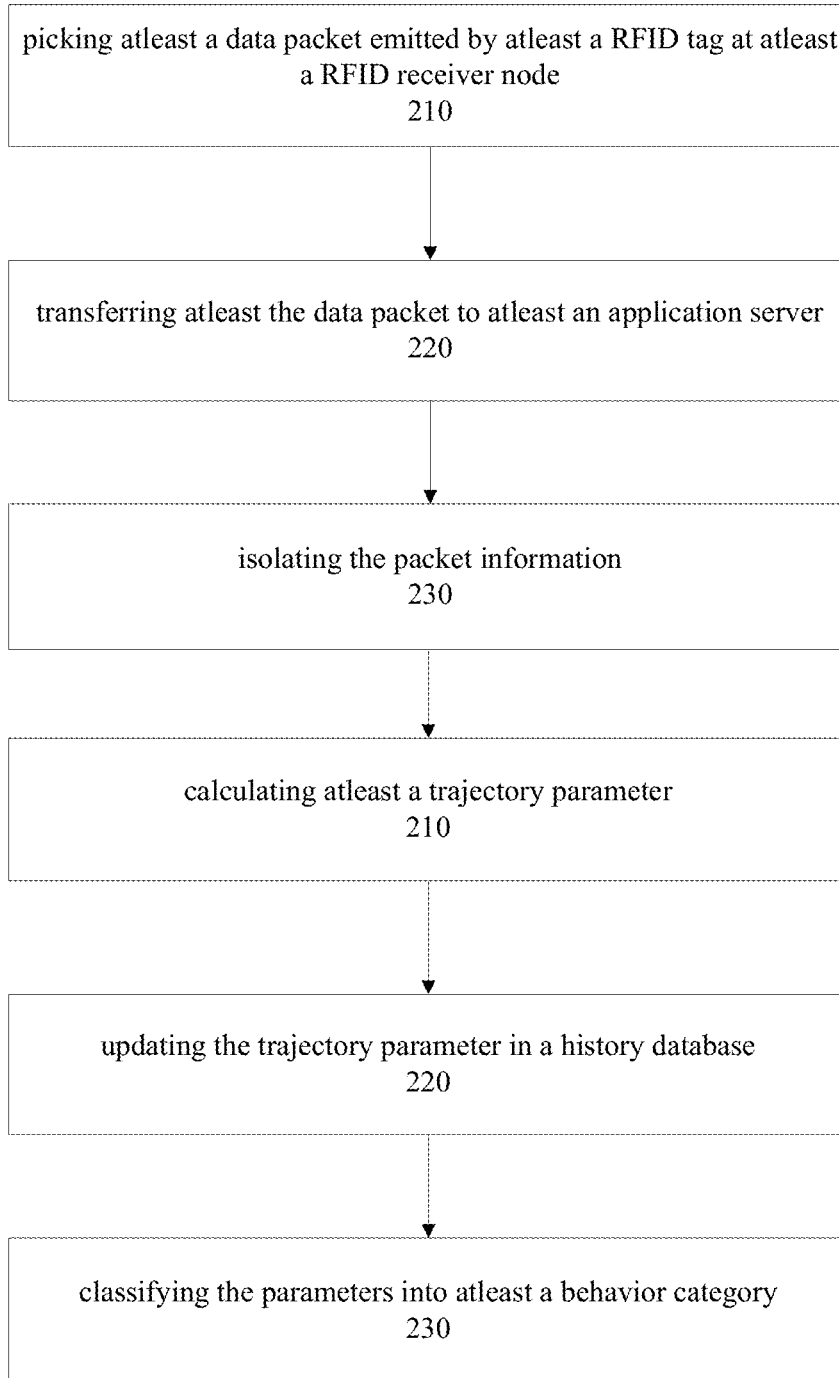 picking atleast a data packet emitted by atleast a RFID tag at atleast
a RFID receiver node
210
transferring atleast the data packet to atleast an application server
220
isolating the packet information
230
calculating atleast a trajectory parameter
210
updating the trajectory parameter in a history database
220
classifying the parameters into atleast a behavior category
230